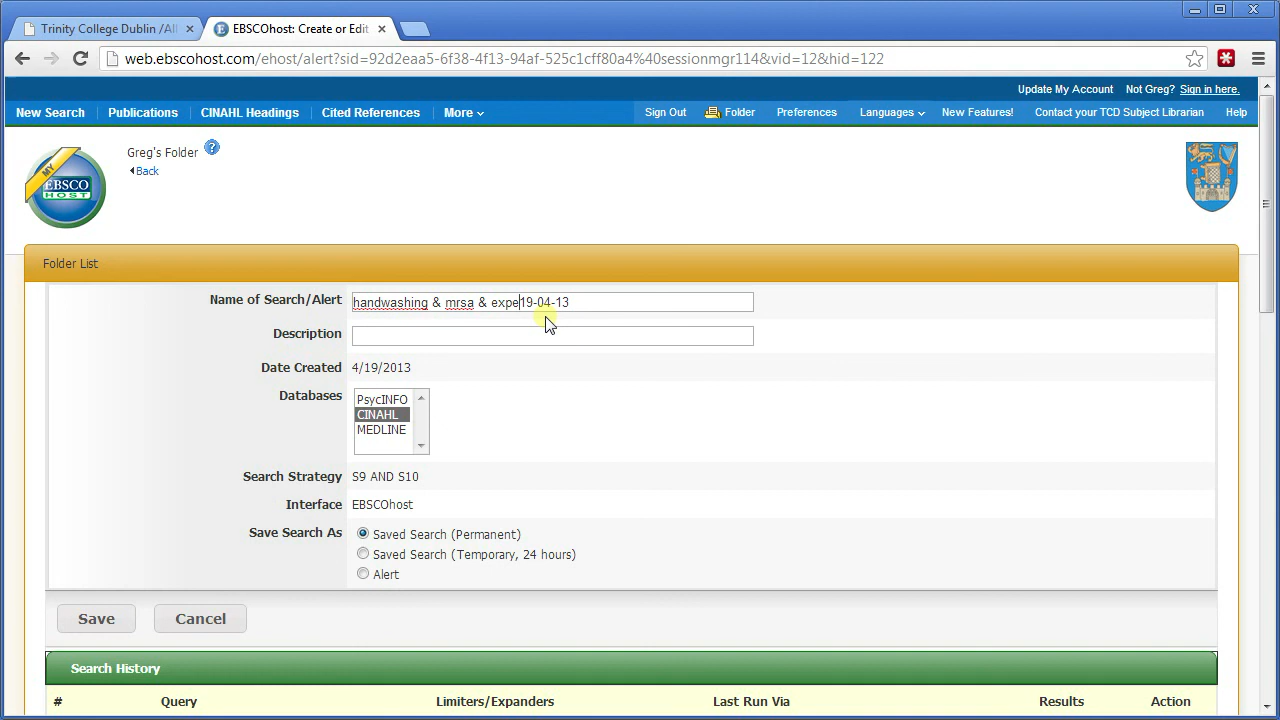 Trinity College Dublin /All
EBSCOhost: Create or Edit
web.ebscohost.com/ehost/alert?sid=92d2eaa5-6f38-4f13-94af-525c1cff80a4%40sessionmgr114&vid=12&hid=122
Update My Account Not Greg? Sign in here.
New Search Publications CINAHL Headings Cited References More Sign Out Folder Preferences Languages New Features! Contact your TCD Subject Librarian Help
MY
EBSCO
HOST
Greg's Folder ?
Back
Folder List
Name of Search/Alert handwashing & mrsa & expe19-04-13
Description
Date Created 4/19/2013
Databases PsycINFO
CINAHL
MEDLINE
Search Strategy S9 AND S10
Interface EBSCOhost
Save Search As Saved Search (Permanent)
Saved Search (Temporary, 24 hours)
Alert
Save Cancel
Search History
# Query Limiters/Expanders Last Run Via Results Action